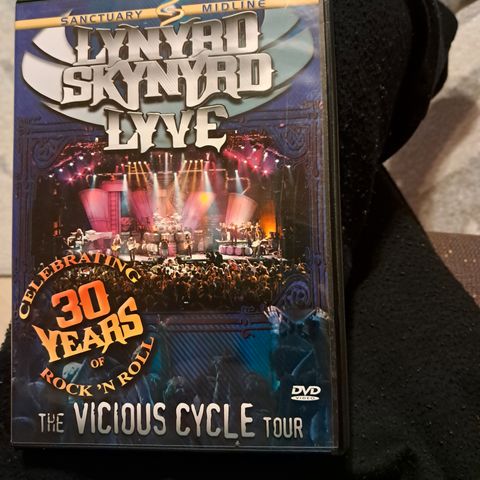 SANCTUARY S MIDLINE
LYNYRD
SKYNYRD
LYVE
CELEBRATING
30
YEARS
OF
ROCK 'N ROLL
DVD
VIDEO
THE VICIOUS CYCLE TOUR